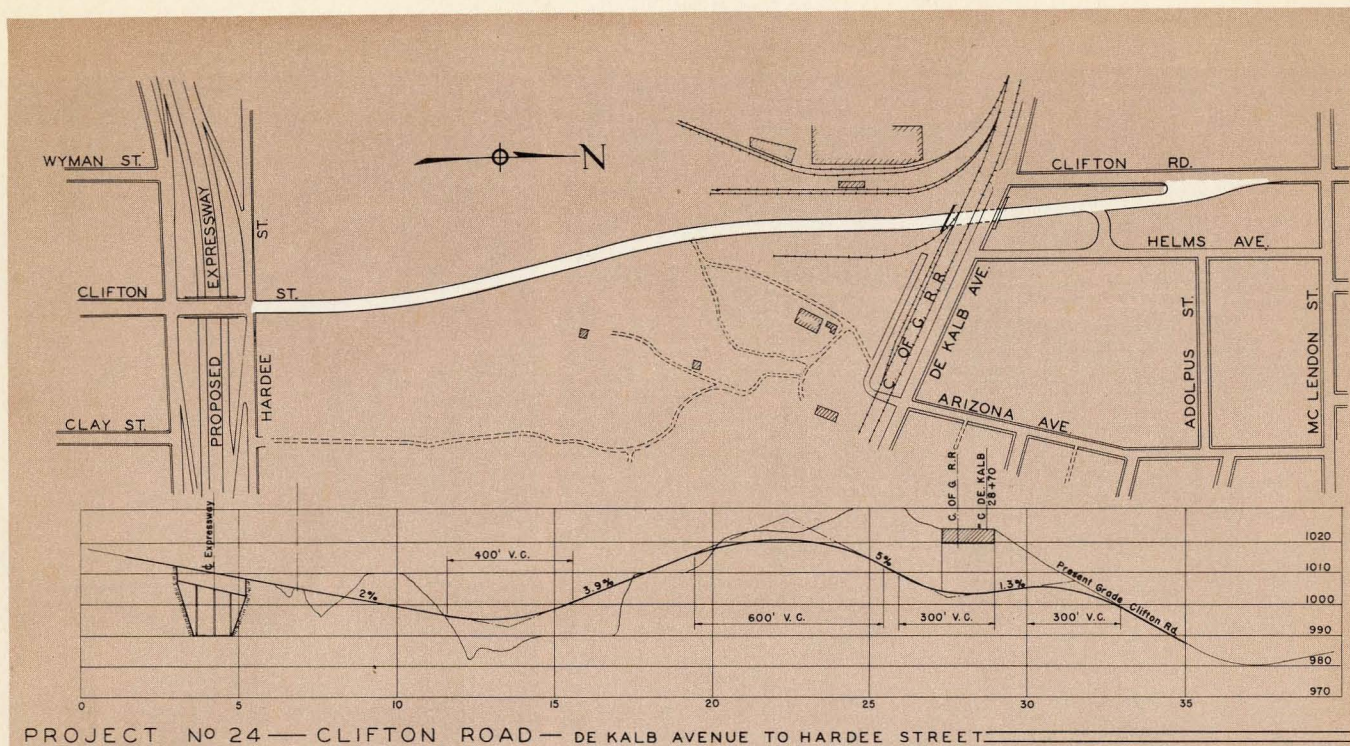 WYMAN ST.
EXPRESSWAY
ST.
N
CLIFTON RD.
HELMS AVE.
CLIFTON ST.
C. OF G. R.R.
DE KALB AVE.
ADOLPUS ST.
MC LENDON ST.
PROPOSED
HARDEE
CLAY ST.
ARIZONA AVE.
℄ Expressway
C. OF G. R.R.
℄ DE. KALB
28+70
400' V.C.
2%
3.9%
5%
1.3%
Present Grade Clifton Rd.
600' V.C.
300' V.C.
300' V.C.
1020
1010
1000
990
980
970
0 5 10 15 20 25 30 35
PROJECT Nº 24 — CLIFTON ROAD — DE KALB AVENUE TO HARDEE STREET